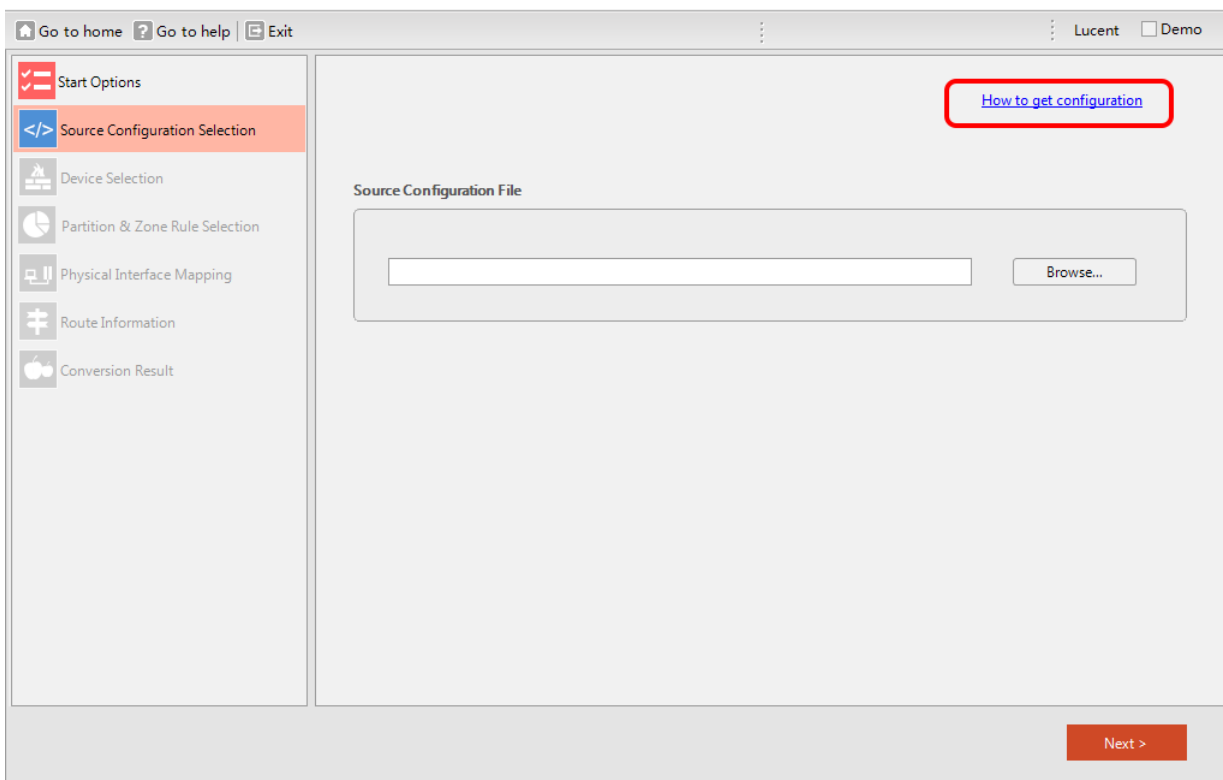 Go to home ? Go to help Exit Lucent Demo
Start Options
How to get configuration
</> Source Configuration Selection
Device Selection
Source Configuration File
Partition & Zone Rule Selection
Physical Interface Mapping
Browse...
Route Information
Conversion Result
Next >